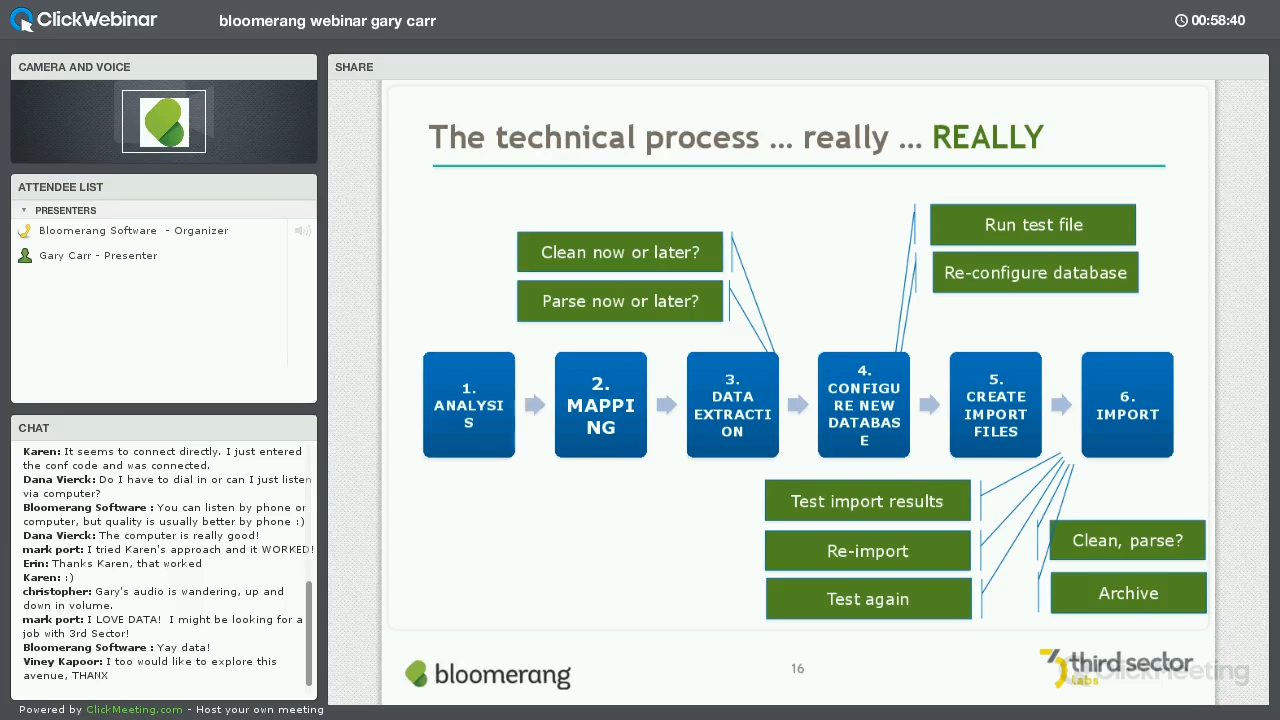 ClickWebinar
bloomerang webinar gary carr
00:58:40
CAMERA AND VOICE
ATTENDEE LIST
PRESENTERS
Bloomerang Software - Organizer
Gary Carr - Presenter
CHAT
Karen: It seems to connect directly. I just entered
the conf code and was connected.
Dana Vierck: Do I have to dial in or can I just listen
via computer?
Bloomerang Software : You can listen by phone or
computer, but quality is usually better by phone :)
Dana Vierck: The computer is really good!
mark port: I tried Karen's approach and it WORKED!
Erin: Thanks Karen, that worked
Karen: :)
christopher: Gary's audio is wandering, up and
down in volume.
mark port: I LOVE DATA! I might be looking for a
job with 3rd Sector!
Bloomerang Software : Yay data!
Viney Kapoor: I too would like to explore this
avenue, THANX
Powered by ClickMeeting.com - Host your own meeting
SHARE
The technical process ... really ... REALLY
Clean now or later?
Parse now or later?
Run test file
Re-configure database
1.
ANALYSI
S
2.
MAPPI
NG
3.
DATA
EXTRACTI
ON
4.
CONFIGU
RE NEW
DATABAS
E
5.
CREATE
IMPORT
FILES
6.
IMPORT
Test import results
Re-import
Test again
Clean, parse?
Archive
bloomerang
16
third sector
labs
ClickMeeting